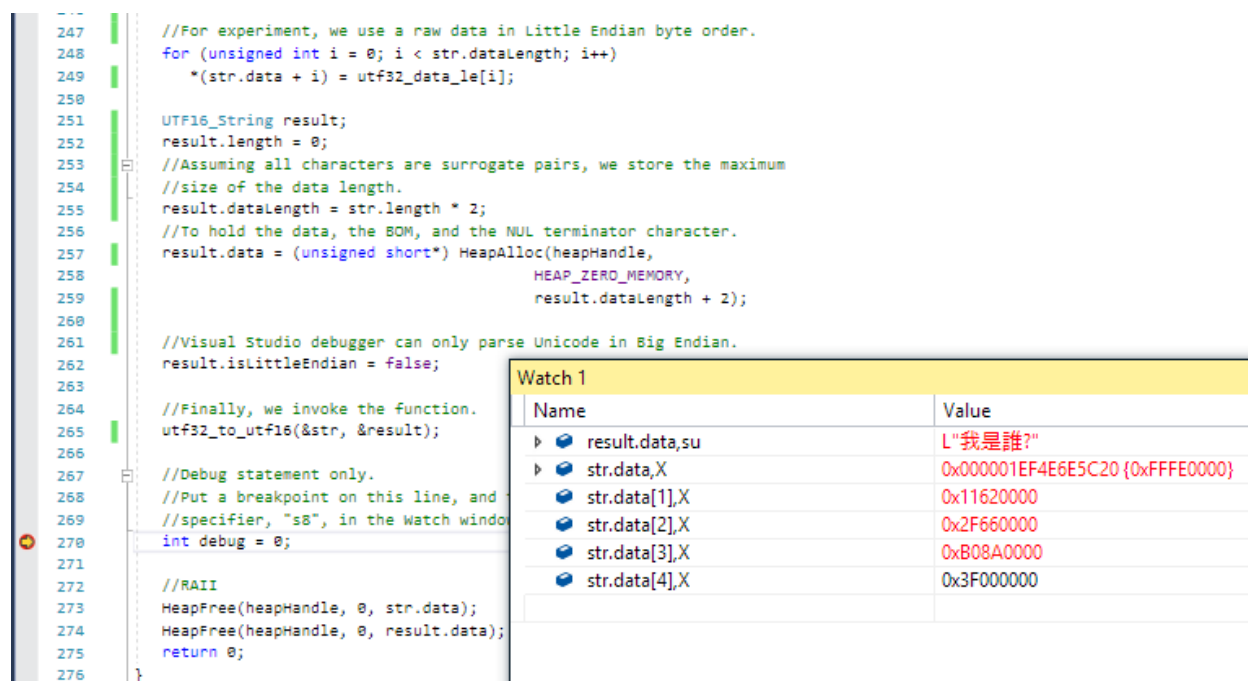 247 //For experiment, we use a raw data in Little Endian byte order.
248 for (unsigned int i = 0; i < str.dataLength; i++)
249 *(str.data + i) = utf32_data_le[i];
250
251 UTF16_String result;
252 result.length = 0;
253 //Assuming all characters are surrogate pairs, we store the maximum
254 //size of the data length.
255 result.dataLength = str.length * 2;
256 //To hold the data, the BOM, and the NUL terminator character.
257 result.data = (unsigned short*) HeapAlloc(heapHandle,
258 HEAP_ZERO_MEMORY,
259 result.dataLength + 2);
260
261 //Visual Studio debugger can only parse Unicode in Big Endian.
262 result.isLittleEndian = false;
263
264 //Finally, we invoke the function.
265 utf32_to_utf16(&str, &result);
266
267 //Debug statement only.
268 //Put a breakpoint on this line, and
269 //specifier, "s8", in the Watch window
270 int debug = 0;
271
272 //RAII
273 HeapFree(heapHandle, 0, str.data);
274 HeapFree(heapHandle, 0, result.data);
275 return 0;
276 }
Watch 1
Name Value
result.data,su L"我是誰?"
str.data,X 0x000001EF4E6E5C20 {0xFFFE0000}
str.data[1],X 0x11620000
str.data[2],X 0x2F660000
str.data[3],X 0xB08A0000
str.data[4],X 0x3F000000